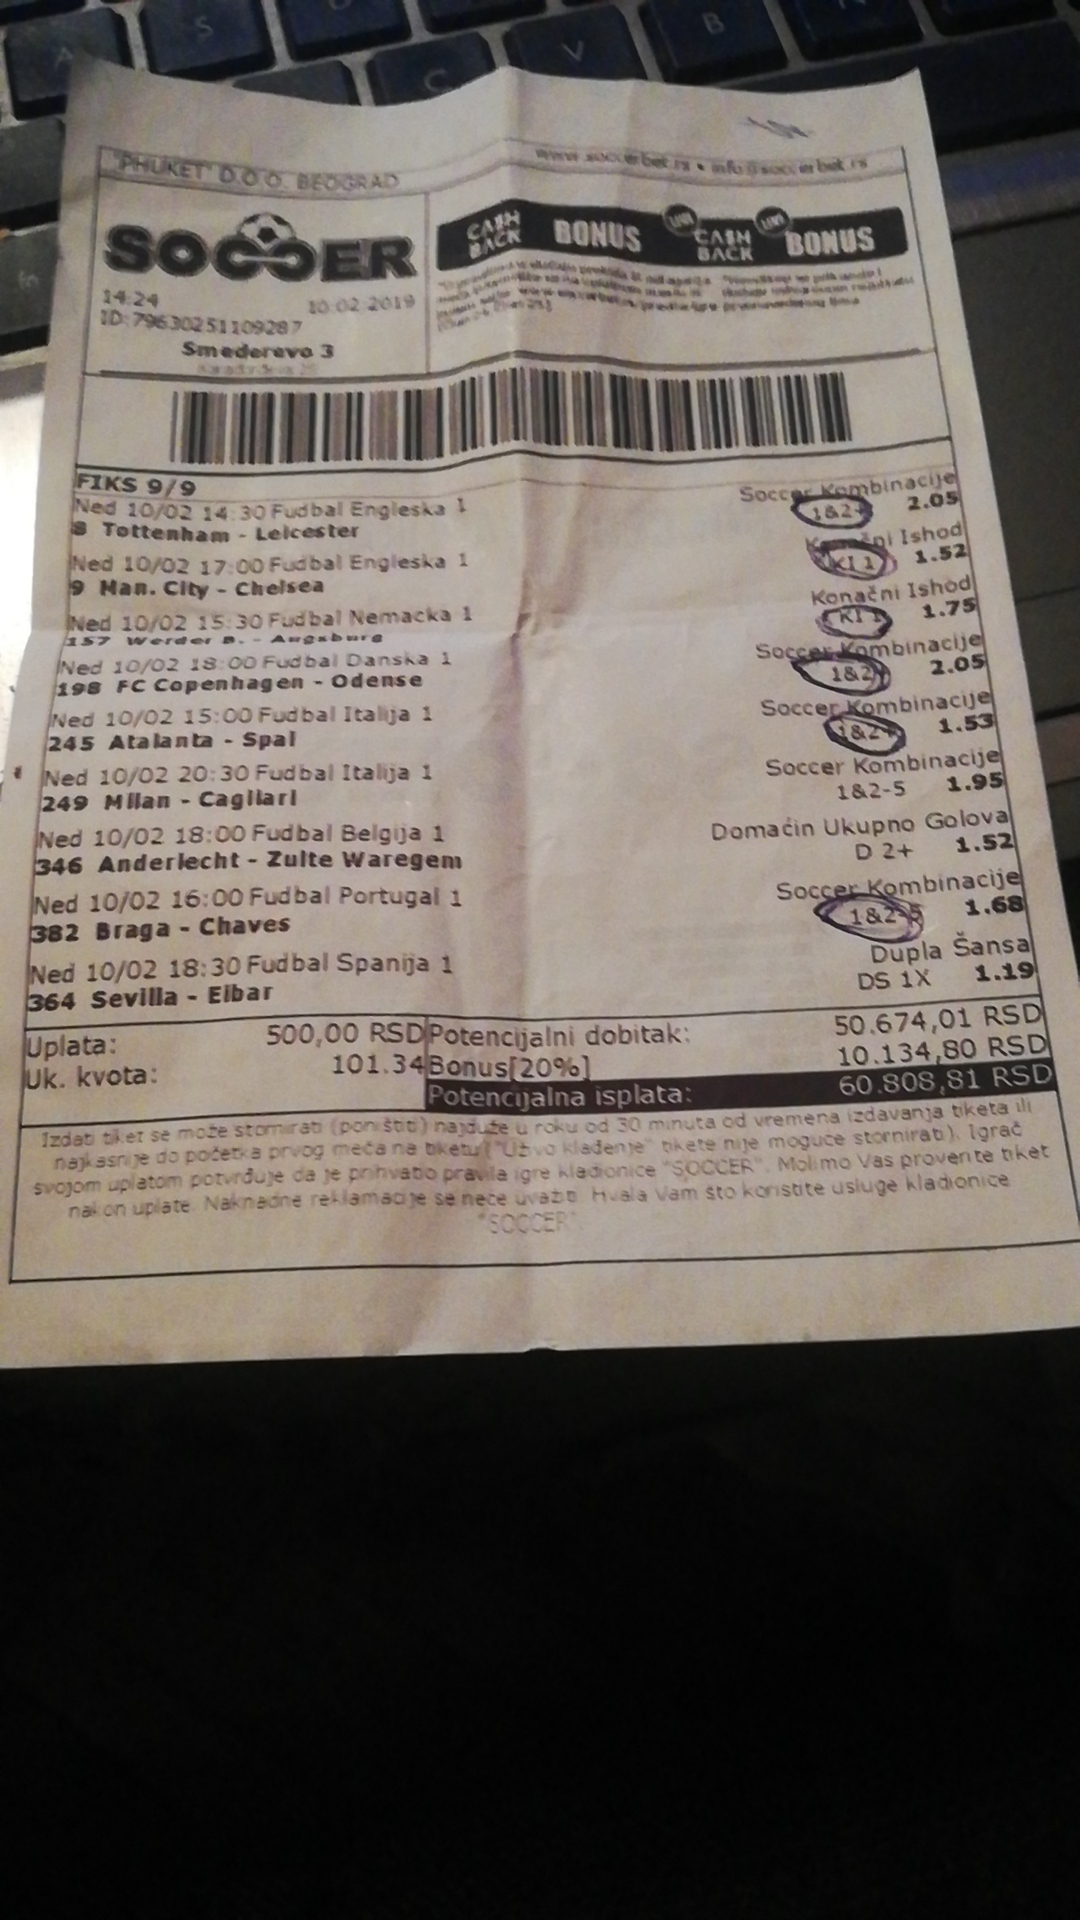 "PHUKET" D.O.O. BEOGRAD
www.soccerbet.rs • info@soccerbet.rs
SOCCER
14:24 10.02.2019
ID:79630251109287
Smederevo 3
CASH BACK BONUS LIVE CASH BACK LIVE BONUS
FIKS 9/9
Ned 10/02 14:30 Fudbal Engleska 1 Soccer Kombinacije
8 Tottenham - Leicester 1&2+ 2.05
Ned 10/02 17:00 Fudbal Engleska 1 Konačni Ishod
9 Man. City - Chelsea KI 1 1.52
Ned 10/02 15:30 Fudbal Nemacka 1 Konačni Ishod
157 Werder B. - Augsburg KI 1 1.75
Ned 10/02 18:00 Fudbal Danska 1 Soccer Kombinacije
198 FC Copenhagen - Odense 1&2+ 2.05
Ned 10/02 15:00 Fudbal Italija 1 Soccer Kombinacije
245 Atalanta - Spal 1&2+ 1.53
Ned 10/02 20:30 Fudbal Italija 1 Soccer Kombinacije
249 Milan - Cagliari 1&2-5 1.95
Ned 10/02 18:00 Fudbal Belgija 1 Domaćin Ukupno Golova
346 Anderlecht - Zulte Waregem D 2+ 1.52
Ned 10/02 16:00 Fudbal Portugal 1 Soccer Kombinacije
382 Braga - Chaves 1&2-5 1.68
Ned 10/02 18:30 Fudbal Spanija 1 Dupla Šansa
364 Sevilla - Eibar DS 1X 1.19
Uplata: 500,00 RSD Potencijalni dobitak: 50.674,01 RSD
Uk. kvota: 101.34 Bonus[20%] 10.134,80 RSD
Potencijalna isplata: 60.808,81 RSD
Izdati tiket se može stornirati (poništiti) najduže u roku od 30 minuta od vremena izdavanja tiketa ili
najkasnije do početka prvog meča na tiketu ("Uživo klađenje" tikete nije moguće stornirati). Igrač
svojom uplatom potvrđuje da je prihvatio pravila igre kladionice "SOCCER". Molimo Vas proverite tiket
nakon uplate. Naknadne reklamacije se neće uvažiti. Hvala Vam što koristite usluge kladionice
"SOCCER".
A
S
C
V
B
fn